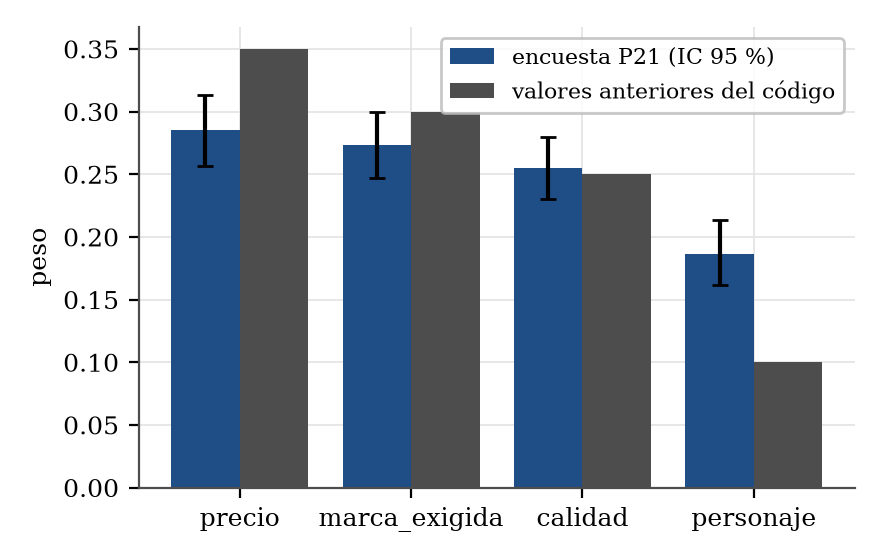 encuesta P21 (IC 95 %)
valores anteriores del código
peso
0.35
0.30
0.25
0.20
0.15
0.10
0.05
0.00
precio
marca_exigida
calidad
personaje